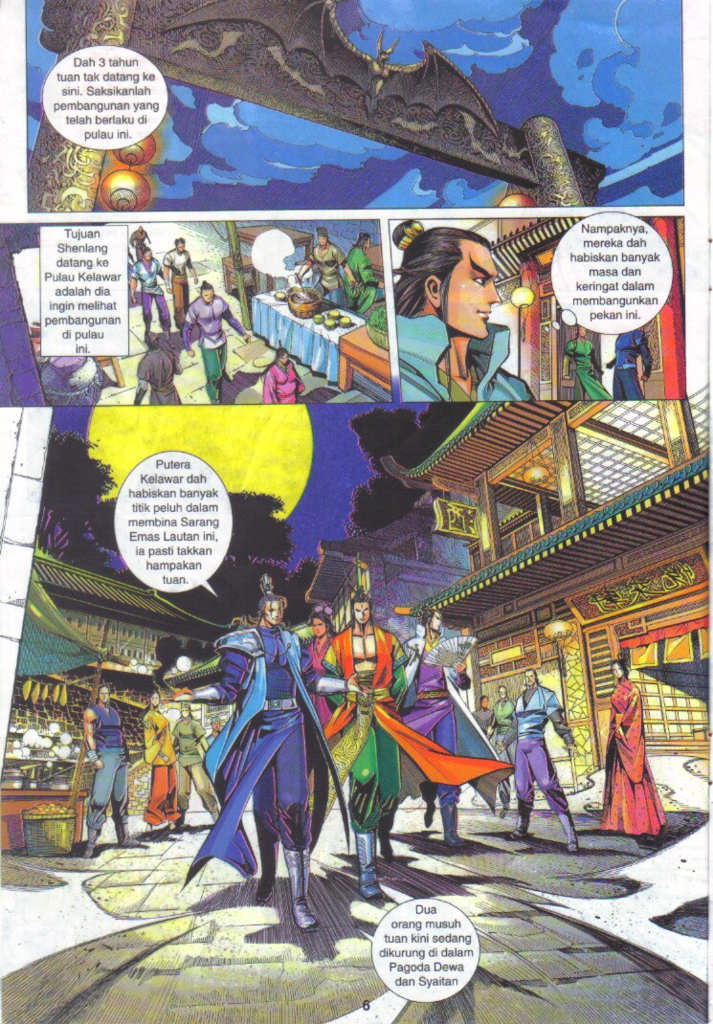 Dah 3 tahun
tuan tak datang ke
sini. Saksikanlah
pembangunan yang
telah berlaku di
pulau ini.
Tujuan
Shenlang
datang ke
Pulau Kelawar
adalah dia
ingin melihat
pembangunan
di pulau
ini.
Nampaknya,
mereka dah
habiskan banyak
masa dan
keringat dalam
membangunkan
pekan ini.
Putera
Kelawar dah
habiskan banyak
titik peluh dalam
membina Sarang
Emas Lautan ini,
ia pasti takkan
hampakan
tuan.
Dua
orang musuh
tuan kini sedang
dikurung di dalam
Pagoda Dewa
dan Syaitan
6